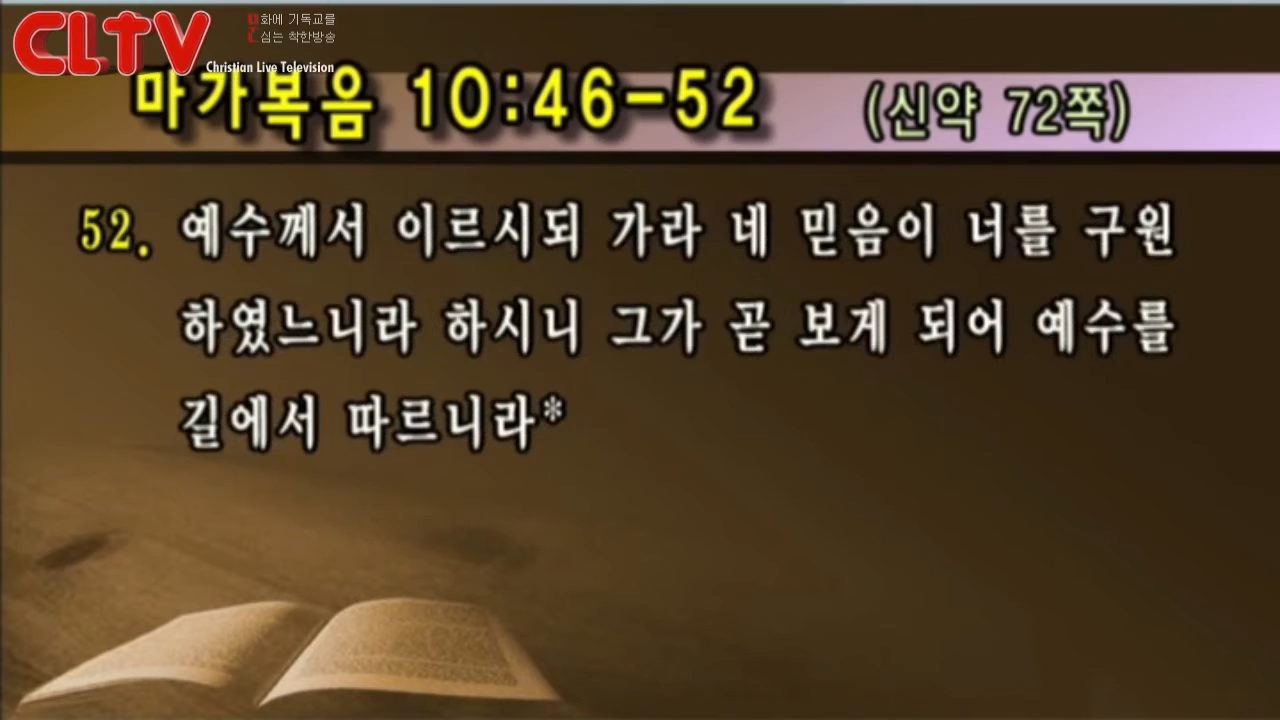 CLTV
문화에 기독교를
심는 착한방송
Christian Live Television
마가복음 10:46-52 (신약 72쪽)
52. 예수께서 이르시되 가라 네 믿음이 너를 구원
하였느니라 하시니 그가 곧 보게 되어 예수를
길에서 따르니라*